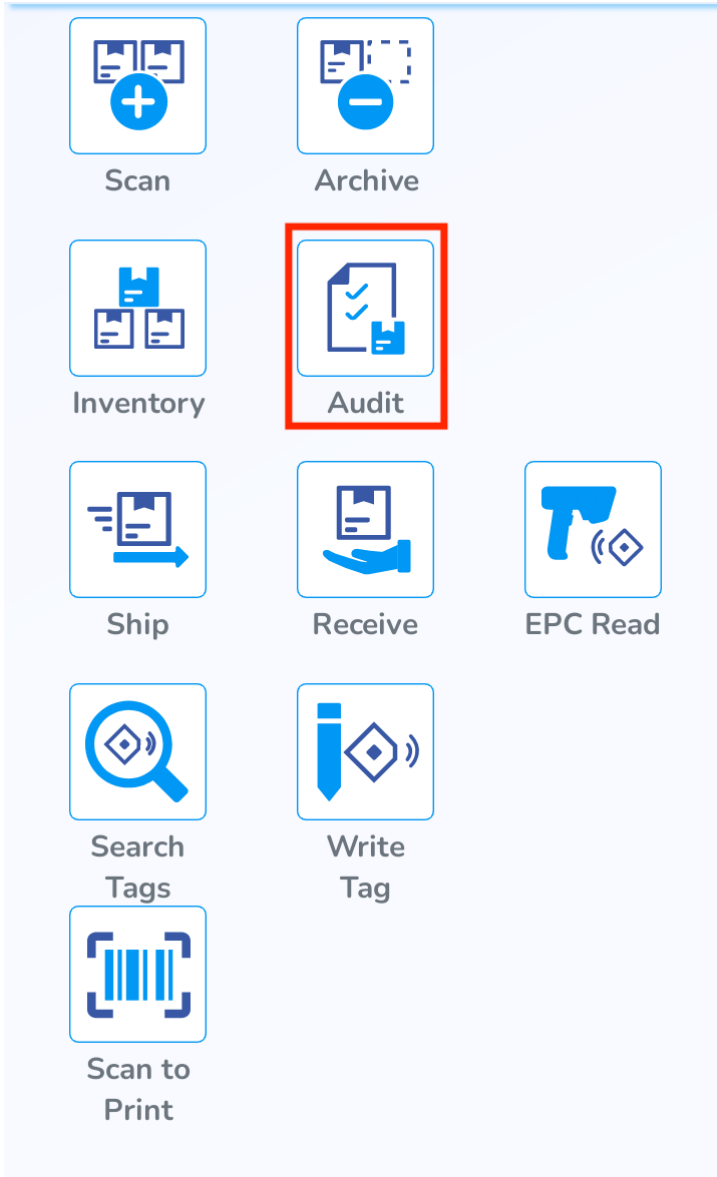 Scan
Archive
Inventory
Audit
Ship
Receive
EPC Read
Search
Tags
Write
Tag
Scan to
Print